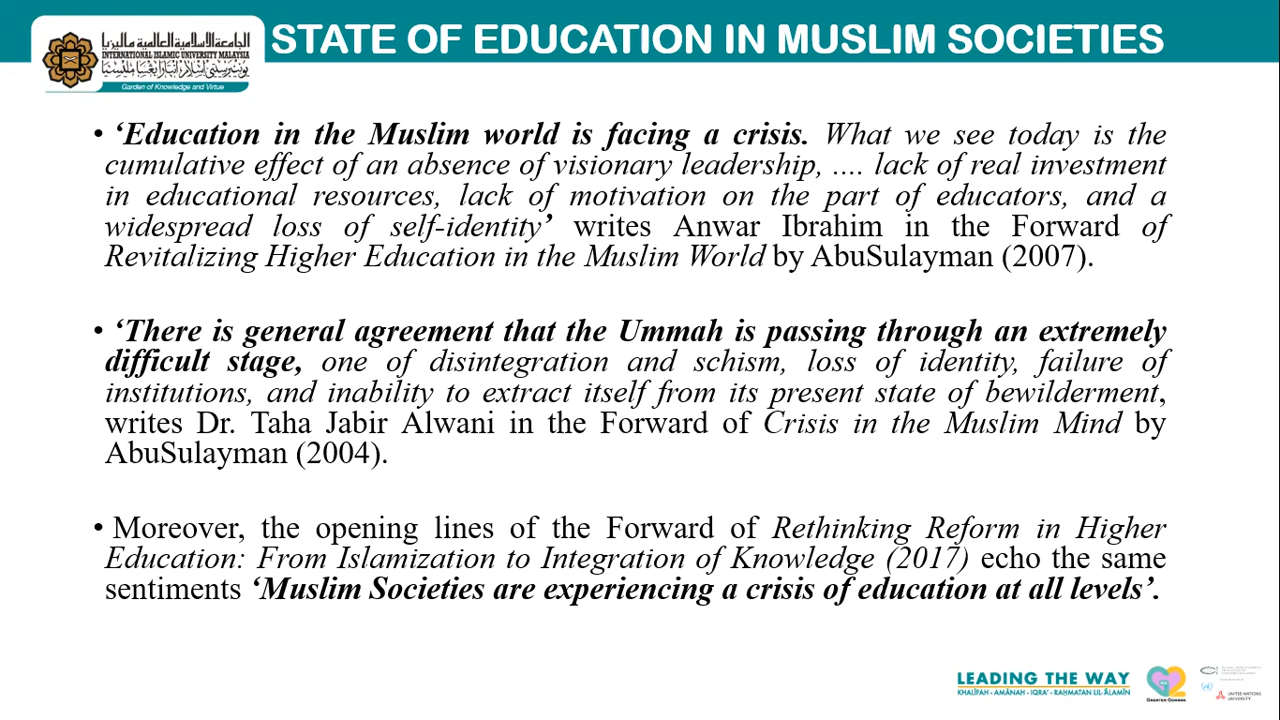 الجامعة الإسلامية العالمية ماليزيا
INTERNATIONAL ISLAMIC UNIVERSITY MALAYSIA
Garden of Knowledge and Virtue
STATE OF EDUCATION IN MUSLIM SOCIETIES
• ‘Education in the Muslim world is facing a crisis. What we see today is the
cumulative effect of an absence of visionary leadership, .... lack of real investment
in educational resources, lack of motivation on the part of educators, and a
widespread loss of self-identity’ writes Anwar Ibrahim in the Forward of
Revitalizing Higher Education in the Muslim World by AbuSulayman (2007).
• ‘There is general agreement that the Ummah is passing through an extremely
difficult stage, one of disintegration and schism, loss of identity, failure of
institutions, and inability to extract itself from its present state of bewilderment,
writes Dr. Taha Jabir Alwani in the Forward of Crisis in the Muslim Mind by
AbuSulayman (2004).
• Moreover, the opening lines of the Forward of Rethinking Reform in Higher
Education: From Islamization to Integration of Knowledge (2017) echo the same
sentiments ‘Muslim Societies are experiencing a crisis of education at all levels’.
LEADING THE WAY
KHALĪFAH - AMĀNAH - IQRA' - RAHMATAN LIL-ĀLAMĪN
UNITED NATIONS
UNIVERSITY